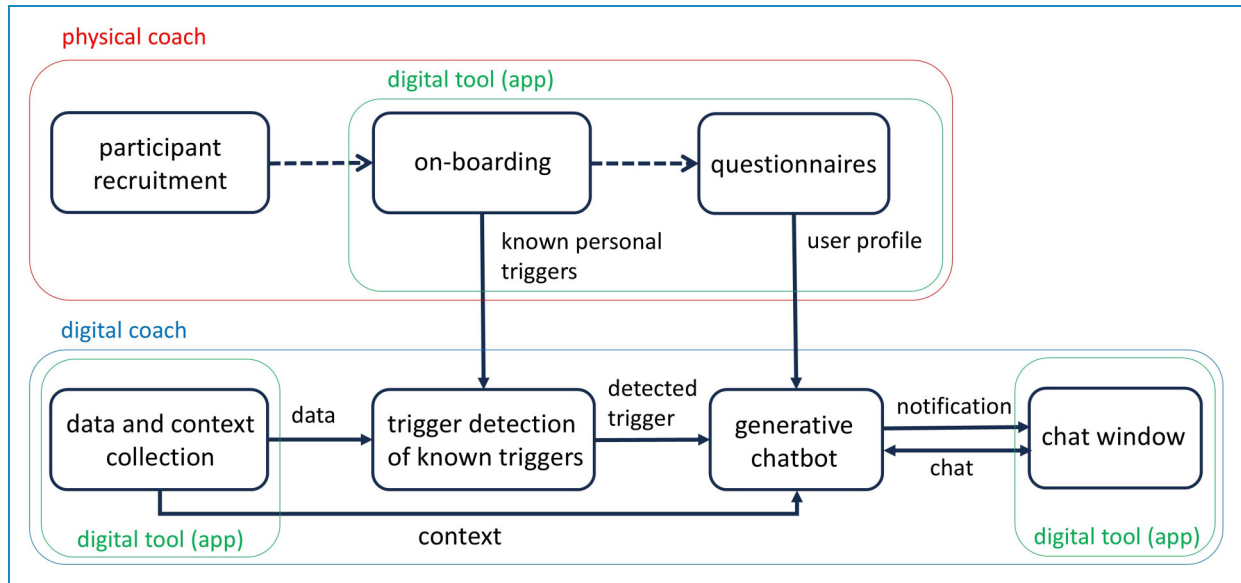 physical coach
digital tool (app)
participant
recruitment
on-boarding
questionnaires
known personal
triggers
user profile
digital coach
data and context
collection
data
trigger detection
of known triggers
detected
trigger
generative
chatbot
notification
chat
chat window
digital tool (app)
context
digital tool (app)